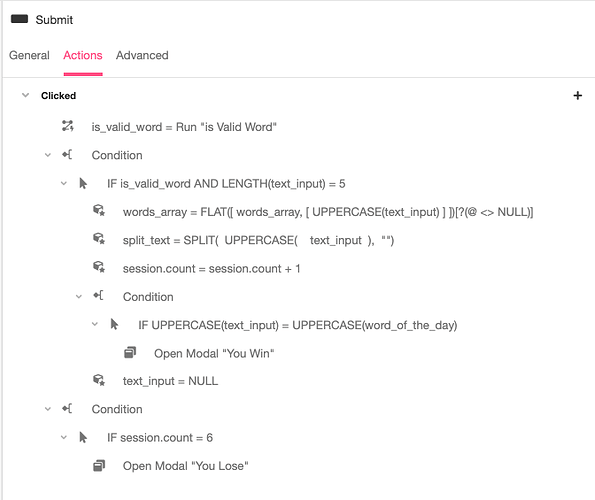 Submit
General Actions Advanced
Clicked +
is_valid_word = Run "is Valid Word"
Condition
IF is_valid_word AND LENGTH(text_input) = 5
words_array = FLAT([ words_array, [ UPPERCASE(text_input) ] ])[?(@ <> NULL)]
split_text = SPLIT( UPPERCASE( text_input ), "")
session.count = session.count + 1
Condition
IF UPPERCASE(text_input) = UPPERCASE(word_of_the_day)
Open Modal "You Win"
text_input = NULL
Condition
IF session.count = 6
Open Modal "You Lose"